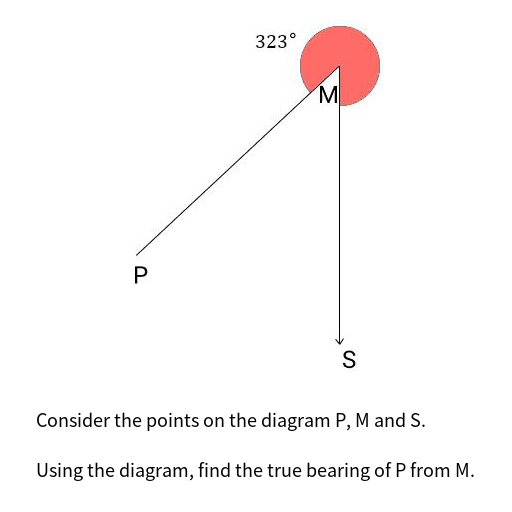 323°
M
P
S
Consider the points on the diagram P, M and S.
Using the diagram, find the true bearing of P from M.